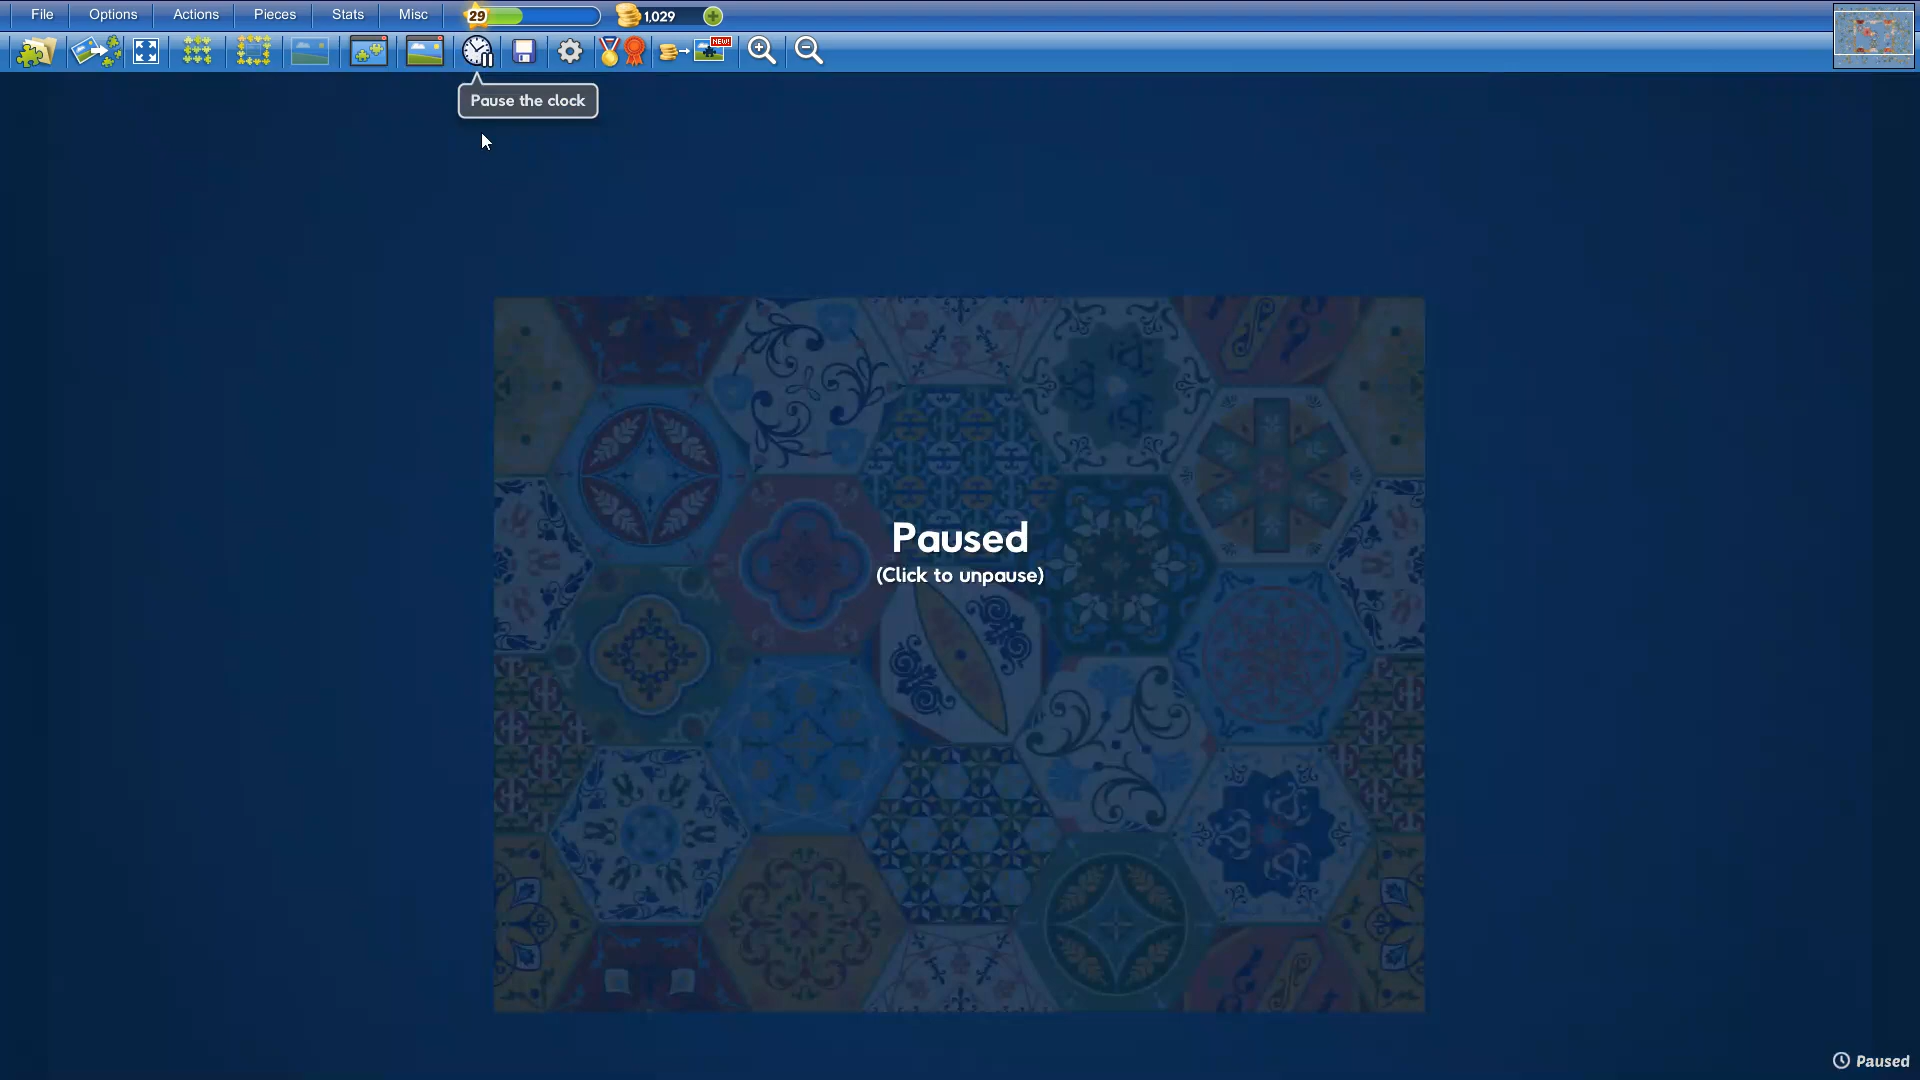 File Options Actions Pieces Stats Misc 29 1,029
NEW!
Pause the clock
Paused
(Click to unpause)
Paused